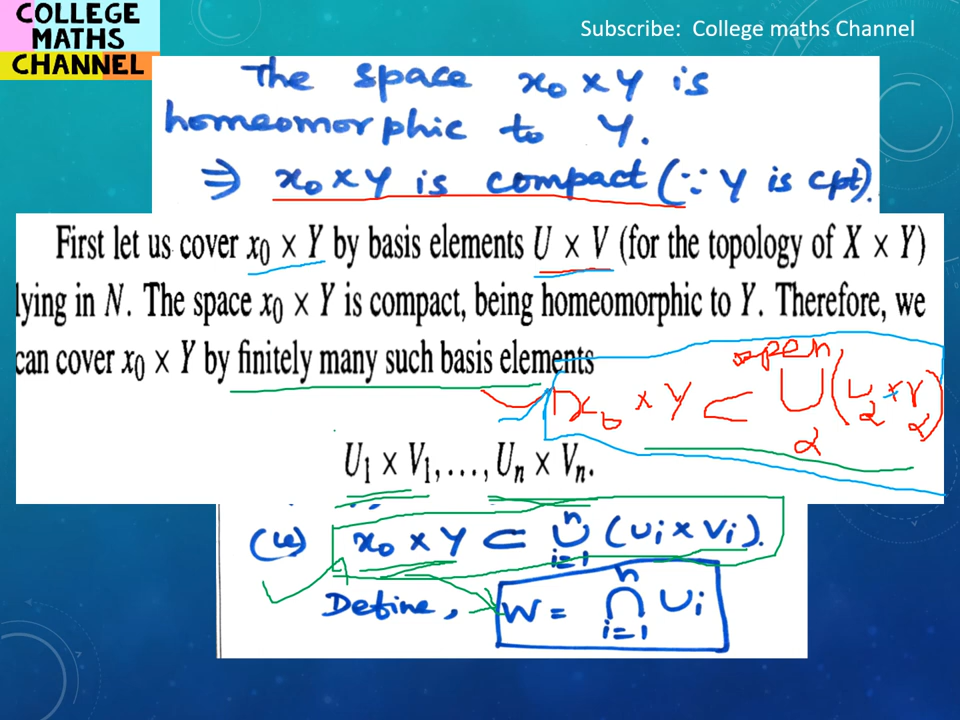 COLLEGE
MATHS
CHANNEL
Subscribe: College maths Channel
The space x₀ × Y is
homeomorphic to Y.
⇒ x₀ × Y is compact (∵ Y is cpt).
First let us cover x₀ × Y by basis elements U × V (for the topology of X × Y)
lying in N. The space x₀ × Y is compact, being homeomorphic to Y. Therefore, we
can cover x₀ × Y by finitely many such basis elements
open
x₀ × Y ⊂ ⋃_α (U_α × V_α)
U₁ × V₁, . . . , Uₙ × Vₙ.
(ie) x₀ × Y ⊂ ⋃_{i=1}^{n} (Uᵢ × Vᵢ).
Define, W = ⋂_{i=1}^{n} Uᵢ